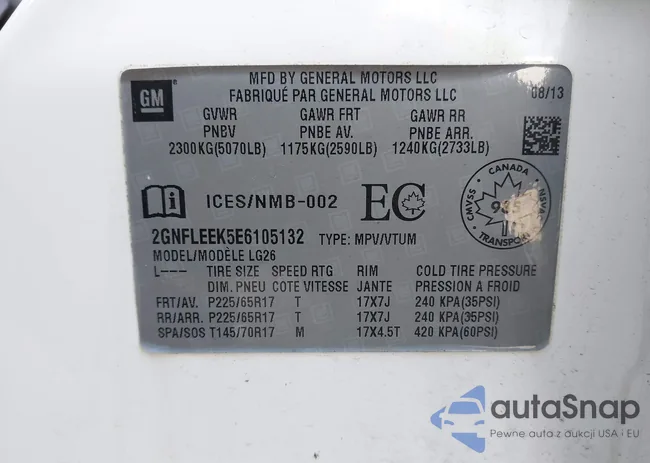 MFD BY GENERAL MOTORS LLC
FABRIQUÉ PAR GENERAL MOTORS LLC
08/13
GM
GVWR GAWR FRT GAWR RR
PNBV PNBE AV. PNBE ARR.
2300KG(5070LB) 1175KG(2590LB) 1240KG(2733LB)
ICES/NMB-002 EC
CANADA
CMVSS
NSVAC
TRANSPORT
2GNFLEEK5E6105132 TYPE: MPV/VTUM
MODEL/MODÈLE LG26
L--- TIRE SIZE SPEED RTG RIM COLD TIRE PRESSURE
DIM. PNEU COTE VITESSE JANTE PRESSION A FROID
FRT/AV. P225/65R17 T 17X7J 240 KPA(35PSI)
RR/ARR. P225/65R17 T 17X7J 240 KPA(35PSI)
SPA/SOS T145/70R17 M 17X4.5T 420 KPA(60PSI)
autoSnap
Pewne auta z aukcji USA i EU